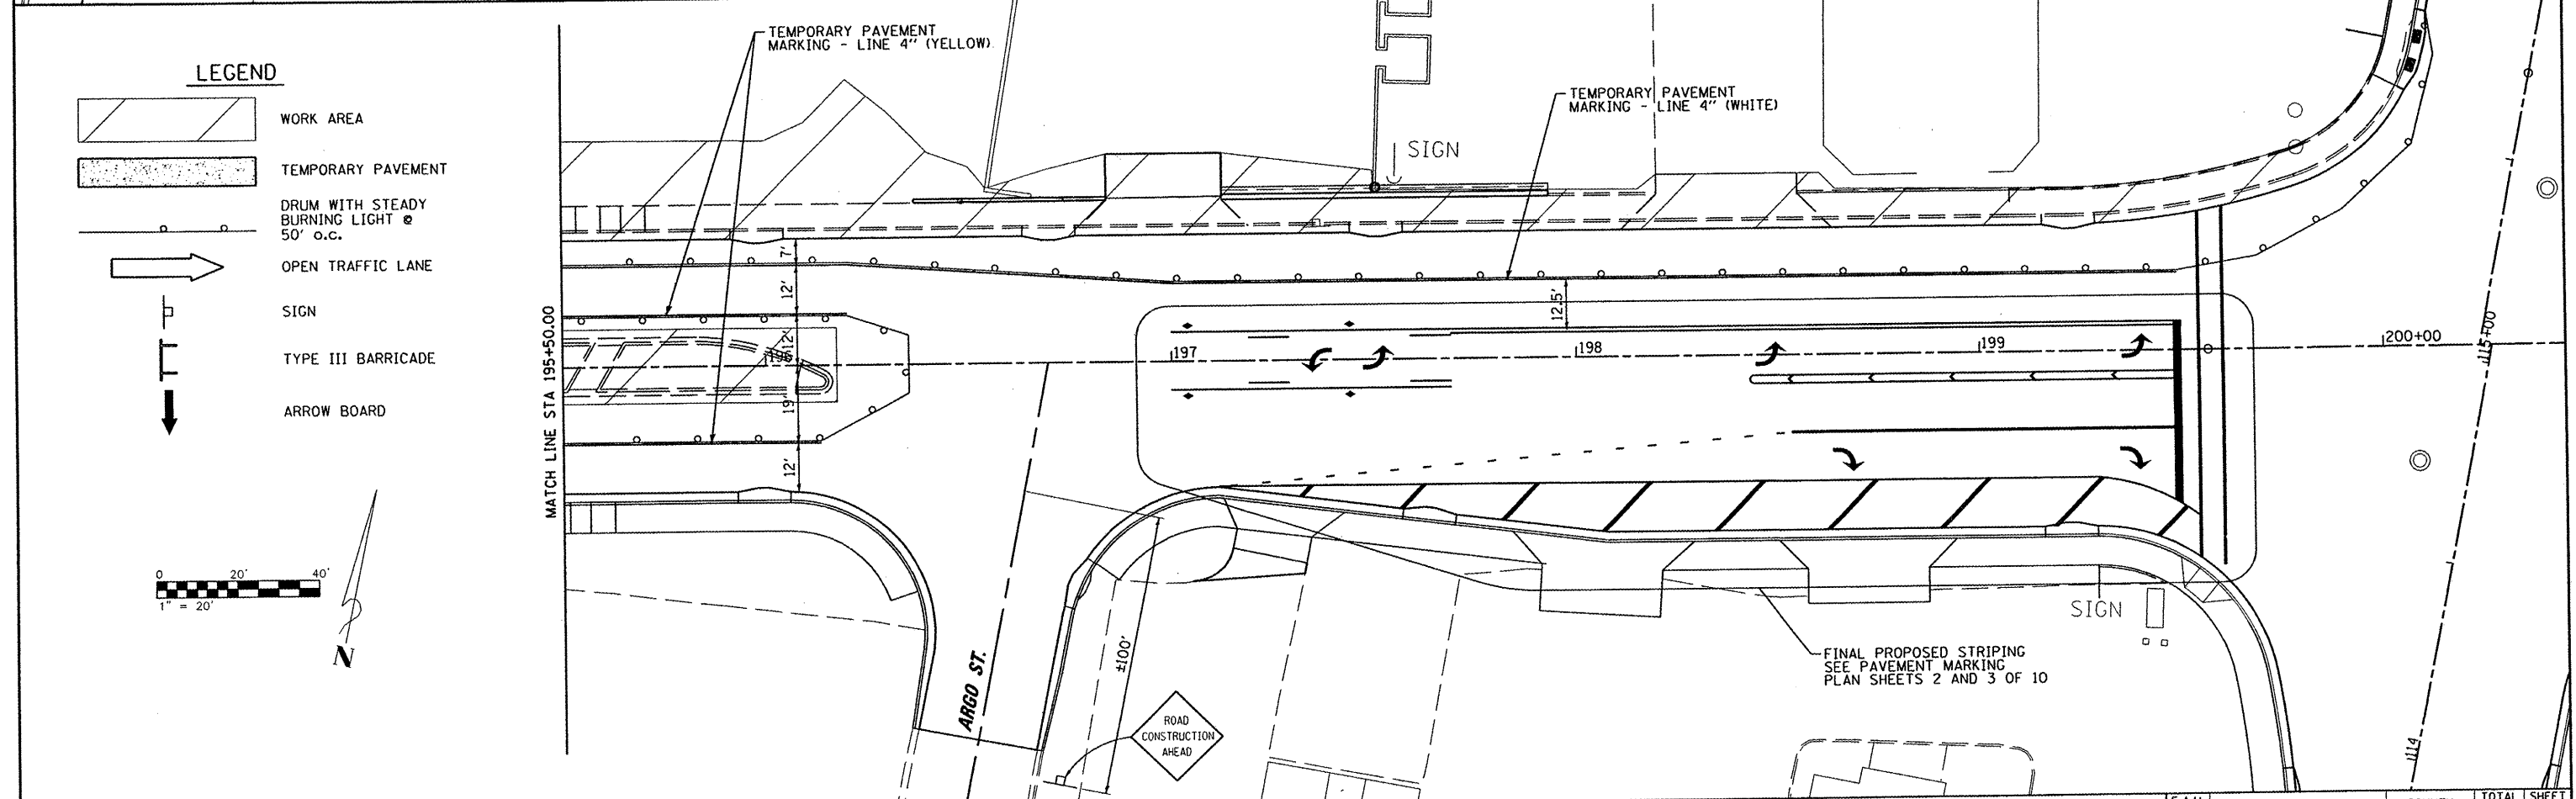 LEGEND
WORK AREA
TEMPORARY PAVEMENT
DRUM WITH STEADY
BURNING LIGHT @
50' o.c.
OPEN TRAFFIC LANE
SIGN
TYPE III BARRICADE
ARROW BOARD
0 20' 40'
1" = 20'
N
MATCH LINE STA 195+50.00
TEMPORARY PAVEMENT
MARKING - LINE 4" (YELLOW)
TEMPORARY PAVEMENT
MARKING - LINE 4" (WHITE)
SIGN
7'
12'
12'
19'
12'
12.5'
196
197
198
199
200+00
115+00
114
ARGO ST.
±100'
ROAD
CONSTRUCTION
AHEAD
SIGN
FINAL PROPOSED STRIPING
SEE PAVEMENT MARKING
PLAN SHEETS 2 AND 3 OF 10
TOTAL SHEET